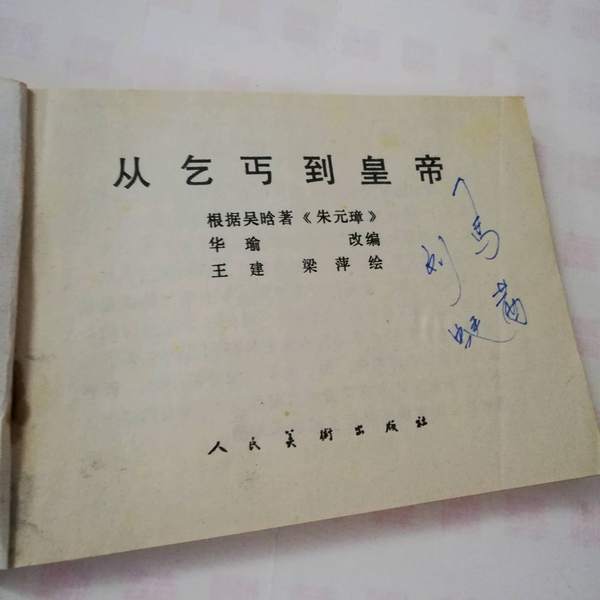 从乞丐到皇帝
根据吴晗著《朱元璋》
华瑜 改编
王建 梁萍绘
人民美術出版社